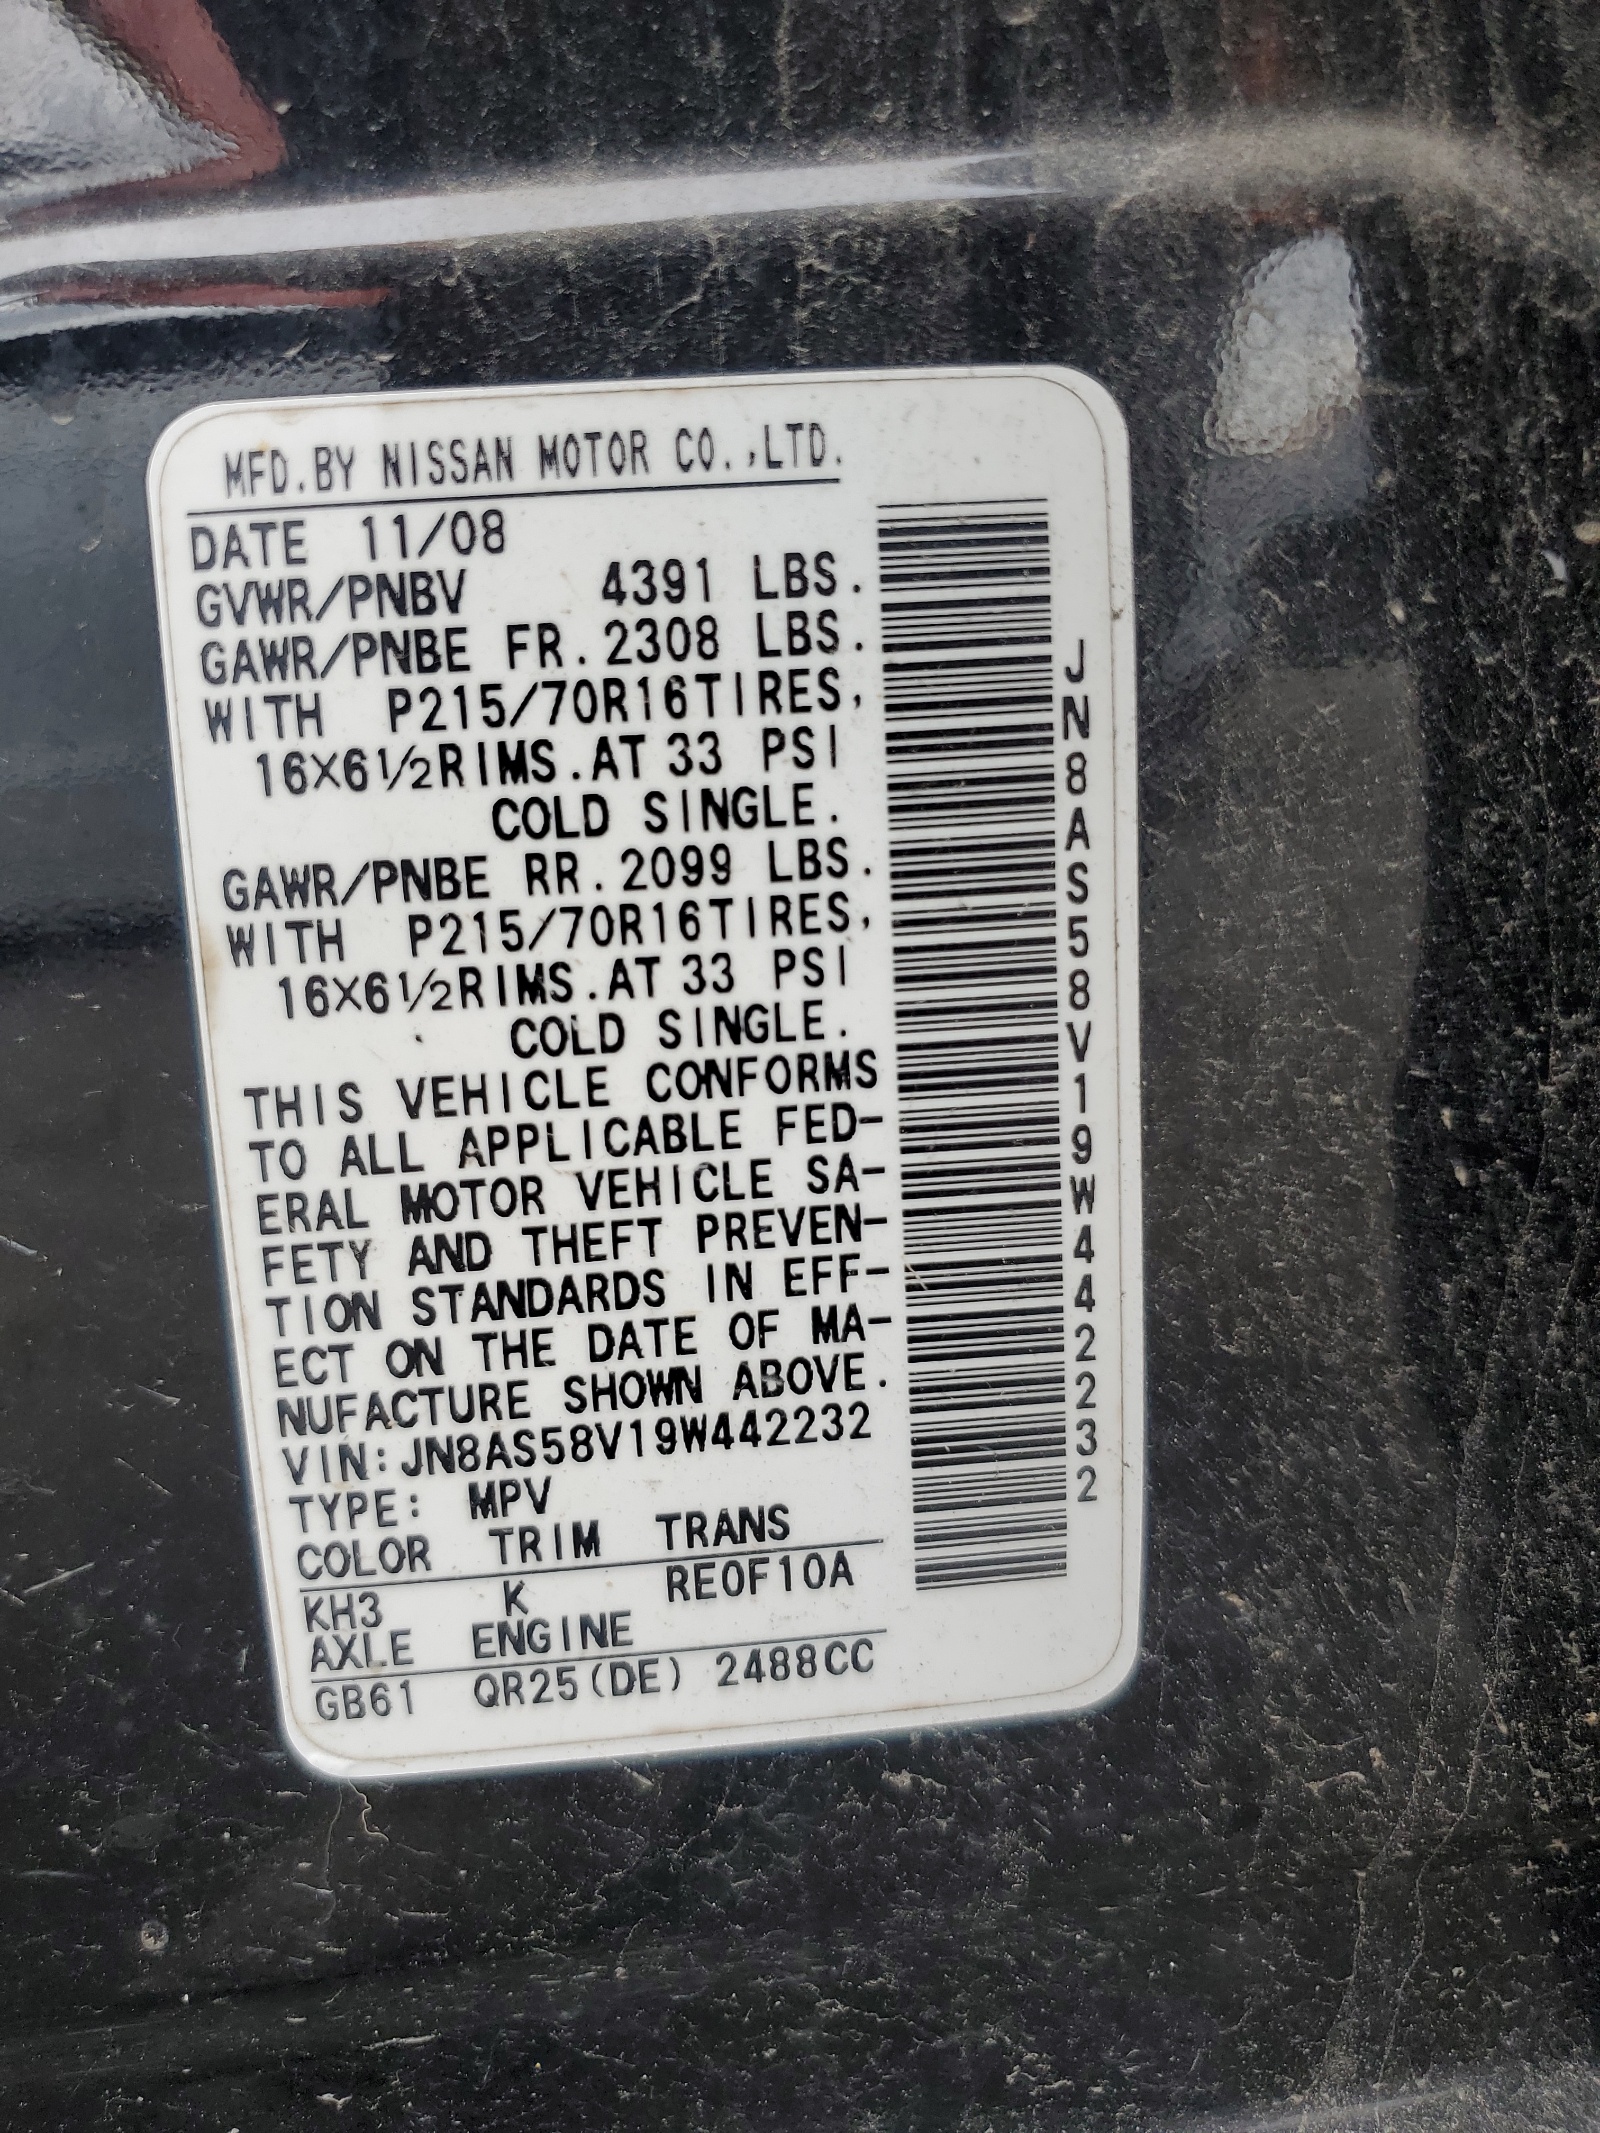 MFD.BY NISSAN MOTOR CO.,LTD.
DATE 11/08
GVWR/PNBV 4391 LBS.
GAWR/PNBE FR.2308 LBS.
WITH P215/70R16TIRES,
16X6½RIMS.AT 33 PSI
COLD SINGLE.
GAWR/PNBE RR.2099 LBS.
WITH P215/70R16TIRES,
16X6½RIMS.AT 33 PSI
COLD SINGLE.
THIS VEHICLE CONFORMS
TO ALL APPLICABLE FED-
ERAL MOTOR VEHICLE SA-
FETY AND THEFT PREVEN-
TION STANDARDS IN EFF-
ECT ON THE DATE OF MA-
NUFACTURE SHOWN ABOVE.
VIN:JN8AS58V19W442232
TYPE: MPV
COLOR TRIM TRANS
KH3 K RE0F10A
AXLE ENGINE
GB61 QR25(DE) 2488CC
JN8AS58V19W442232